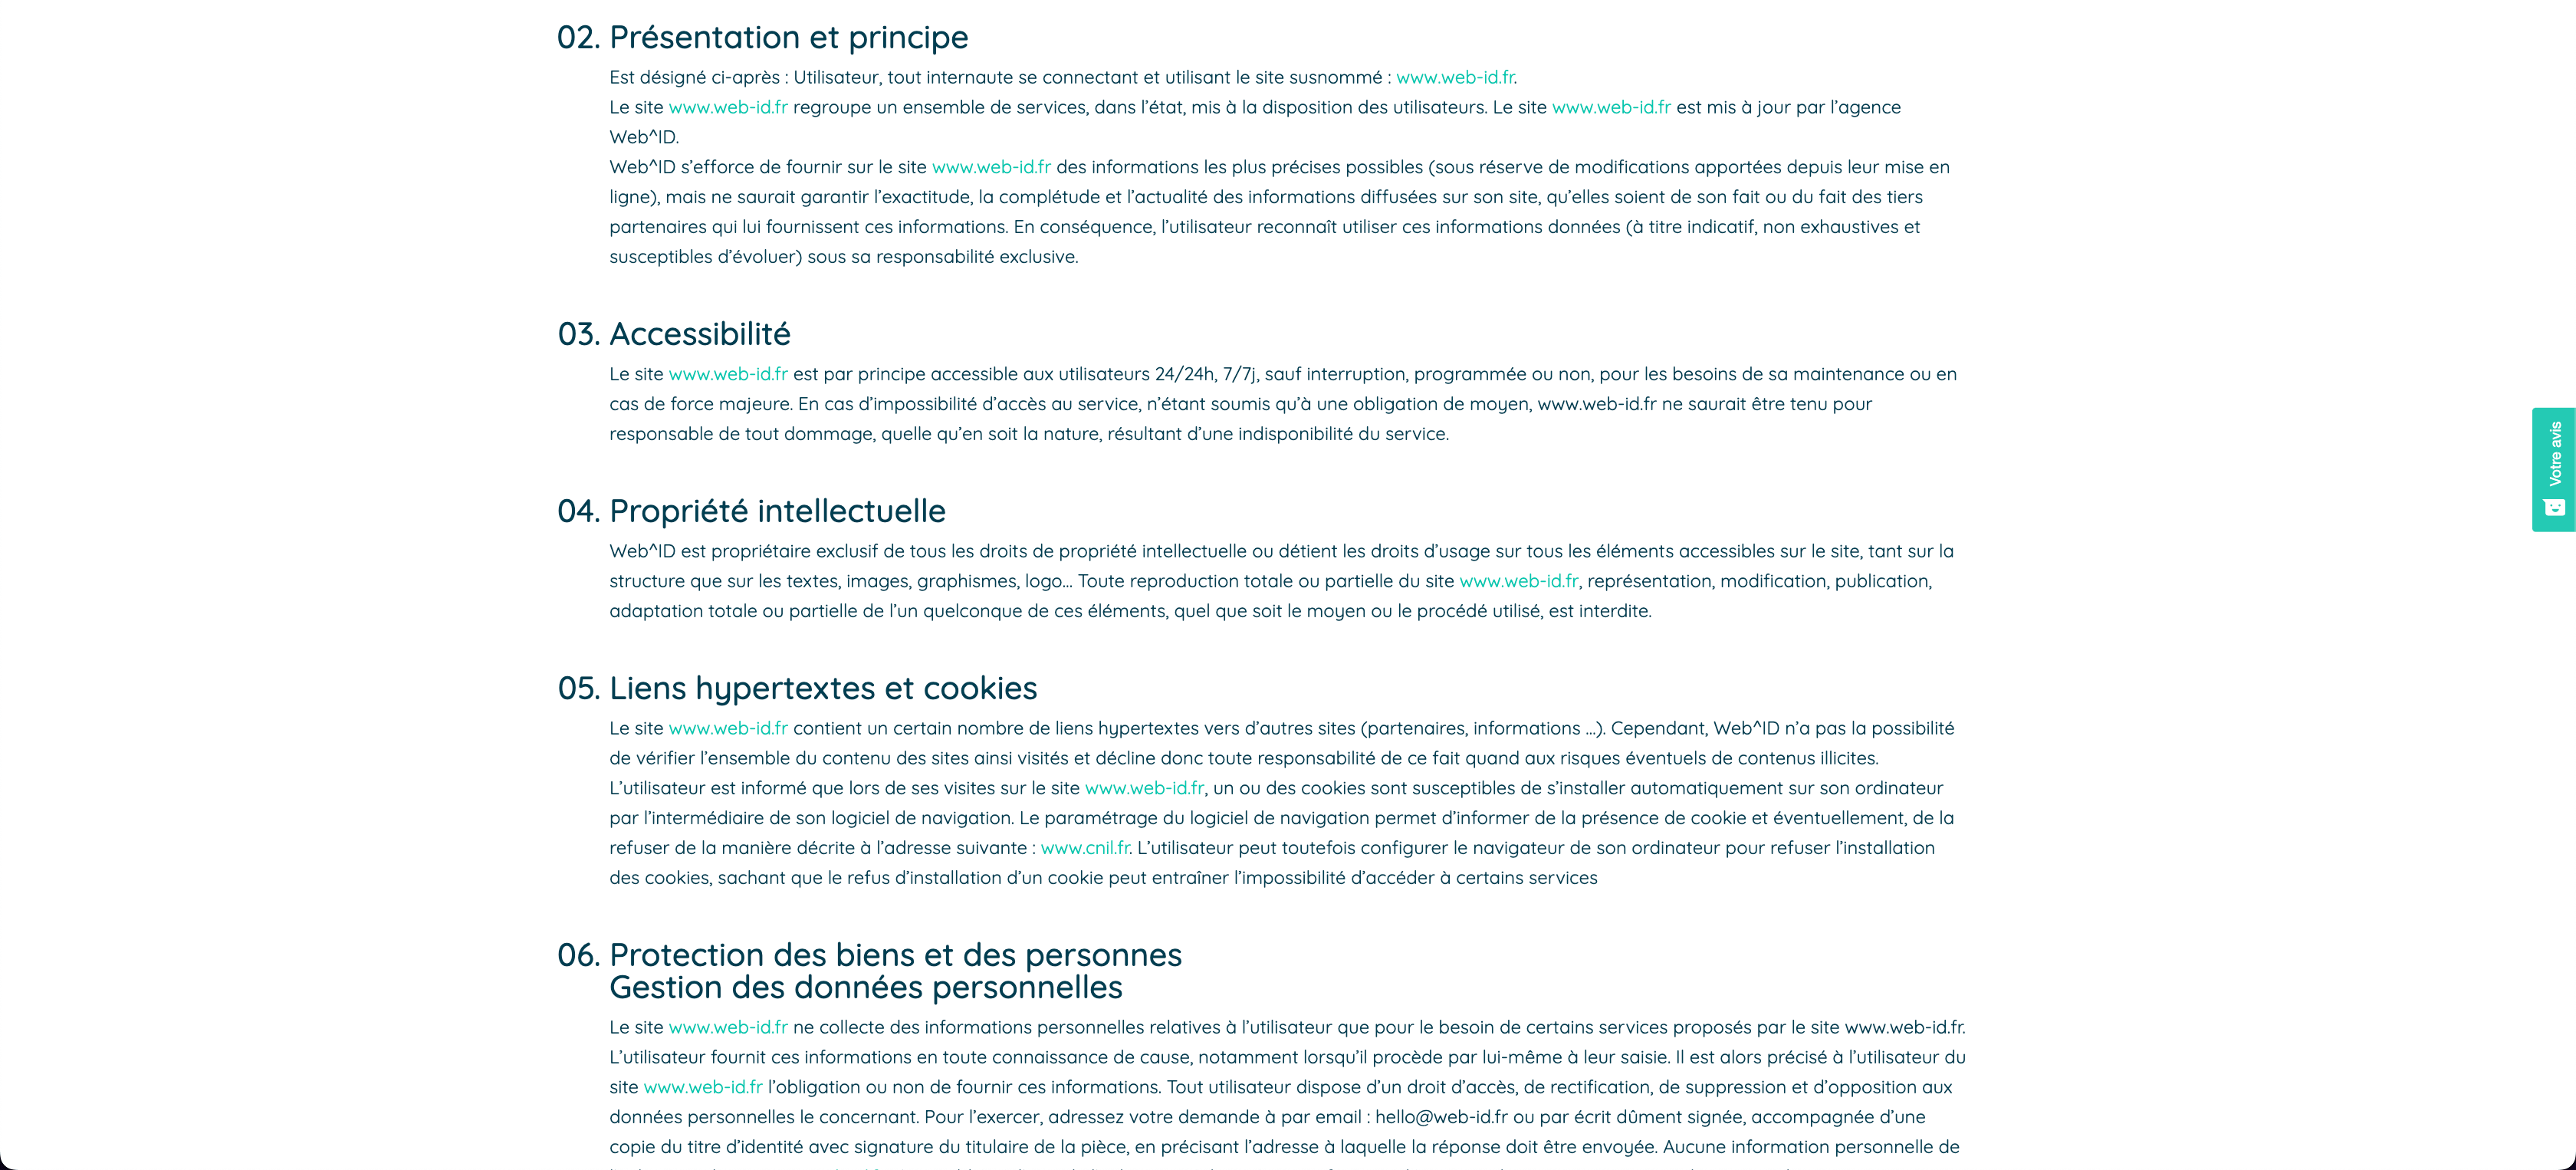 02. Présentation et principe
Est désigné ci-après : Utilisateur, tout internaute se connectant et utilisant le site susnommé : www.web-id.fr.
Le site www.web-id.fr regroupe un ensemble de services, dans l’état, mis à la disposition des utilisateurs. Le site www.web-id.fr est mis à jour par l’agence
Web^ID.
Web^ID s’efforce de fournir sur le site www.web-id.fr des informations les plus précises possibles (sous réserve de modifications apportées depuis leur mise en
ligne), mais ne saurait garantir l’exactitude, la complétude et l’actualité des informations diffusées sur son site, qu’elles soient de son fait ou du fait des tiers
partenaires qui lui fournissent ces informations. En conséquence, l’utilisateur reconnaît utiliser ces informations données (à titre indicatif, non exhaustives et
susceptibles d’évoluer) sous sa responsabilité exclusive.
03. Accessibilité
Le site www.web-id.fr est par principe accessible aux utilisateurs 24/24h, 7/7j, sauf interruption, programmée ou non, pour les besoins de sa maintenance ou en
cas de force majeure. En cas d’impossibilité d’accès au service, n’étant soumis qu’à une obligation de moyen, www.web-id.fr ne saurait être tenu pour
responsable de tout dommage, quelle qu’en soit la nature, résultant d’une indisponibilité du service.
04. Propriété intellectuelle
Web^ID est propriétaire exclusif de tous les droits de propriété intellectuelle ou détient les droits d’usage sur tous les éléments accessibles sur le site, tant sur la
structure que sur les textes, images, graphismes, logo… Toute reproduction totale ou partielle du site www.web-id.fr, représentation, modification, publication,
adaptation totale ou partielle de l’un quelconque de ces éléments, quel que soit le moyen ou le procédé utilisé, est interdite.
05. Liens hypertextes et cookies
Le site www.web-id.fr contient un certain nombre de liens hypertextes vers d’autres sites (partenaires, informations …). Cependant, Web^ID n’a pas la possibilité
de vérifier l’ensemble du contenu des sites ainsi visités et décline donc toute responsabilité de ce fait quand aux risques éventuels de contenus illicites.
L’utilisateur est informé que lors de ses visites sur le site www.web-id.fr, un ou des cookies sont susceptibles de s’installer automatiquement sur son ordinateur
par l’intermédiaire de son logiciel de navigation. Le paramétrage du logiciel de navigation permet d’informer de la présence de cookie et éventuellement, de la
refuser de la manière décrite à l’adresse suivante : www.cnil.fr. L’utilisateur peut toutefois configurer le navigateur de son ordinateur pour refuser l’installation
des cookies, sachant que le refus d’installation d’un cookie peut entraîner l’impossibilité d’accéder à certains services
06. Protection des biens et des personnes
Gestion des données personnelles
Le site www.web-id.fr ne collecte des informations personnelles relatives à l’utilisateur que pour le besoin de certains services proposés par le site www.web-id.fr.
L’utilisateur fournit ces informations en toute connaissance de cause, notamment lorsqu’il procède par lui-même à leur saisie. Il est alors précisé à l’utilisateur du
site www.web-id.fr l’obligation ou non de fournir ces informations. Tout utilisateur dispose d’un droit d’accès, de rectification, de suppression et d’opposition aux
données personnelles le concernant. Pour l’exercer, adressez votre demande à par email : hello@web-id.fr ou par écrit dûment signée, accompagnée d’une
copie du titre d’identité avec signature du titulaire de la pièce, en précisant l’adresse à laquelle la réponse doit être envoyée. Aucune information personnelle de
Votre avis